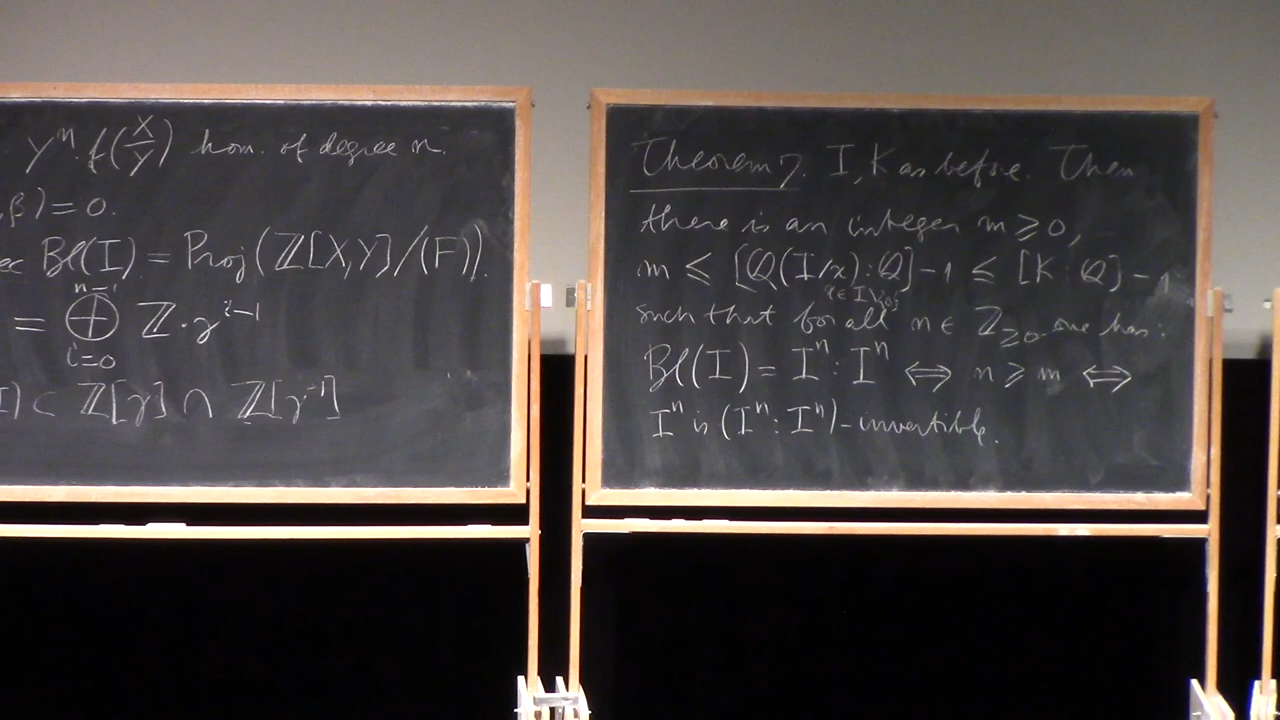 Y^n. f(X/Y) hom. of degree n.
, β) = 0.
ec Bl(I) = Proj(ℤ[X,Y]/(F)).
= ⊕_{i=0}^{n-1} ℤ·γ^{i-1}
I) ⊂ ℤ[γ] ∩ ℤ[γ^{-1}]
Theorem 7. I, K as before. Then
there is an integer m ⩾ 0,
m ⩽ [ℚ(I/x) : ℚ] - 1 ⩽ [K : ℚ] - 1
x ∈ I\{0}
such that for all n ∈ ℤ_{⩾0} one has:
Bl(I) = I^n : I^n ⟺ n ⩾ m ⟺
I^n is (I^n : I^n)-invertible.